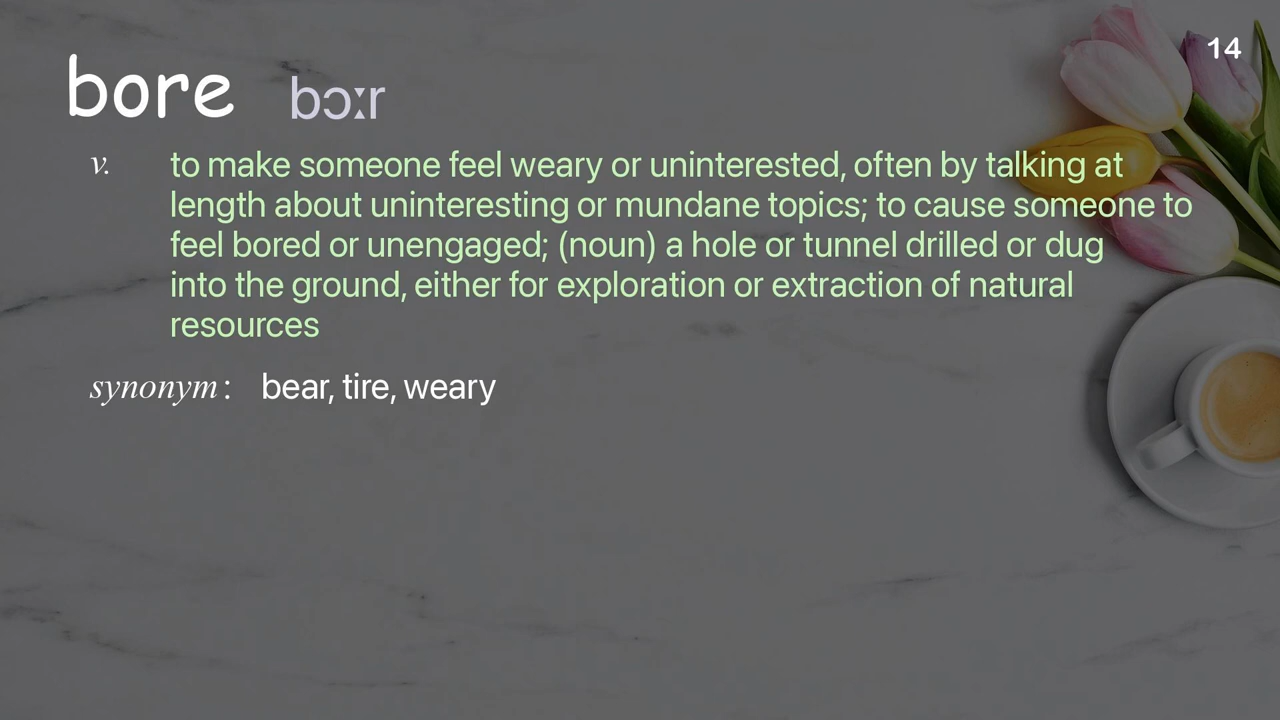 14
bore bɔːr
v. to make someone feel weary or uninterested, often by talking at
length about uninteresting or mundane topics; to cause someone to
feel bored or unengaged; (noun) a hole or tunnel drilled or dug
into the ground, either for exploration or extraction of natural
resources
synonym: bear, tire, weary